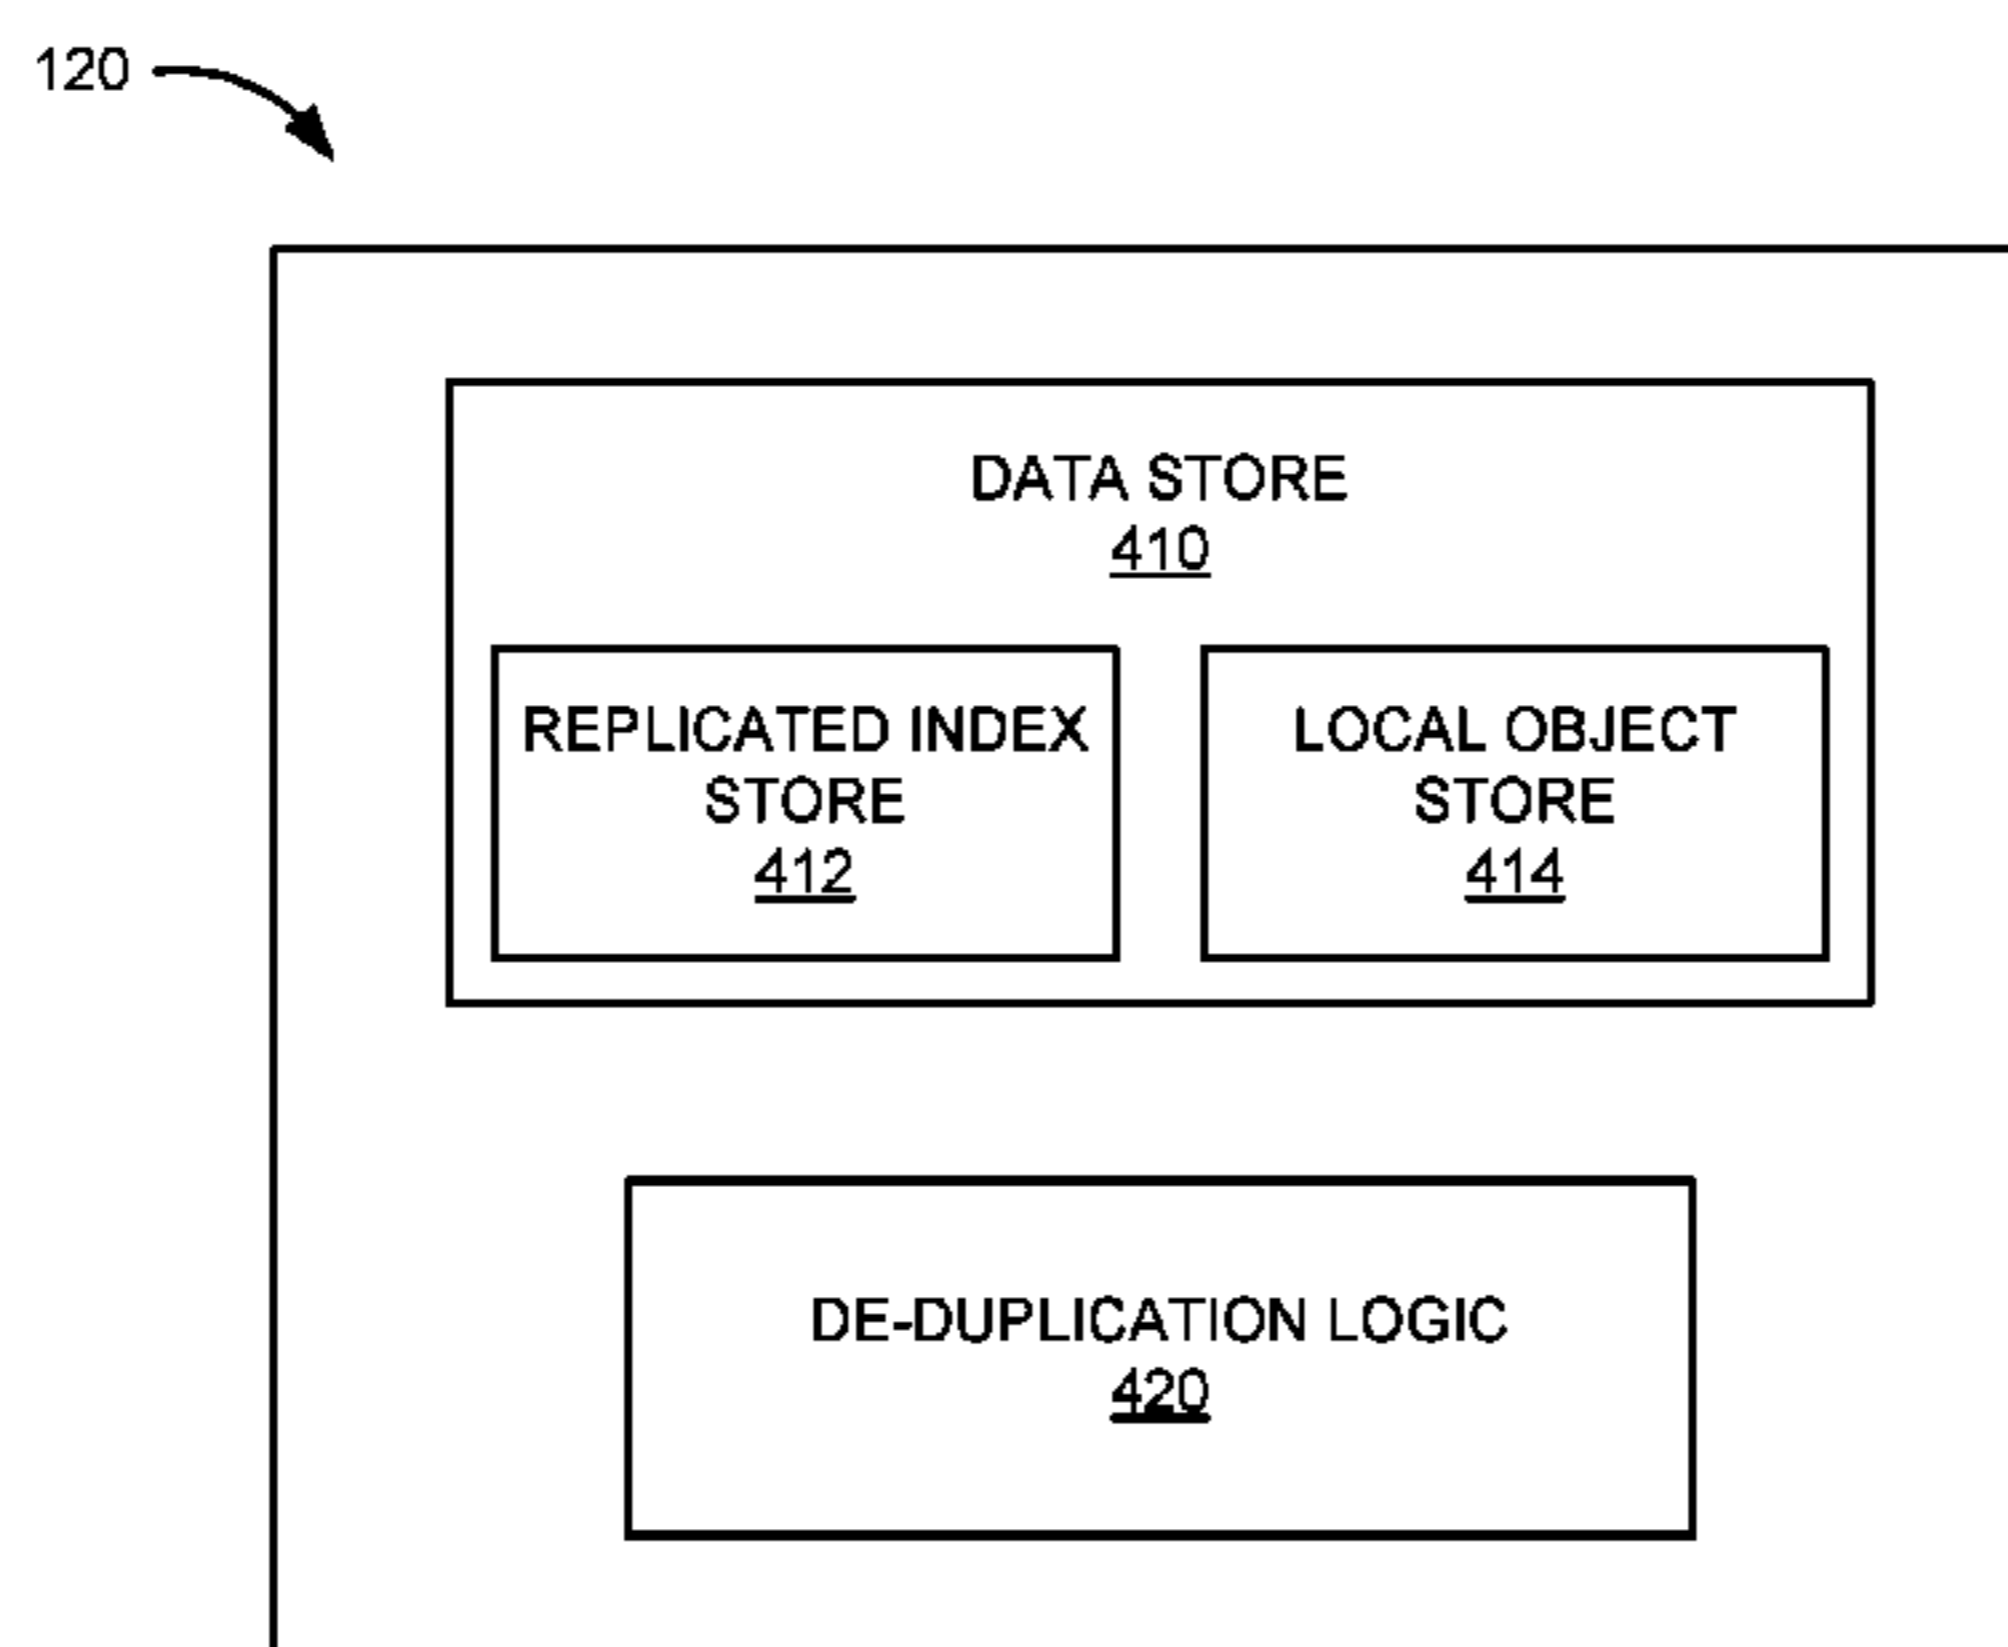 120
DATA STORE
410
REPLICATED INDEX
STORE
412
LOCAL OBJECT
STORE
414
DE-DUPLICATION LOGIC
420